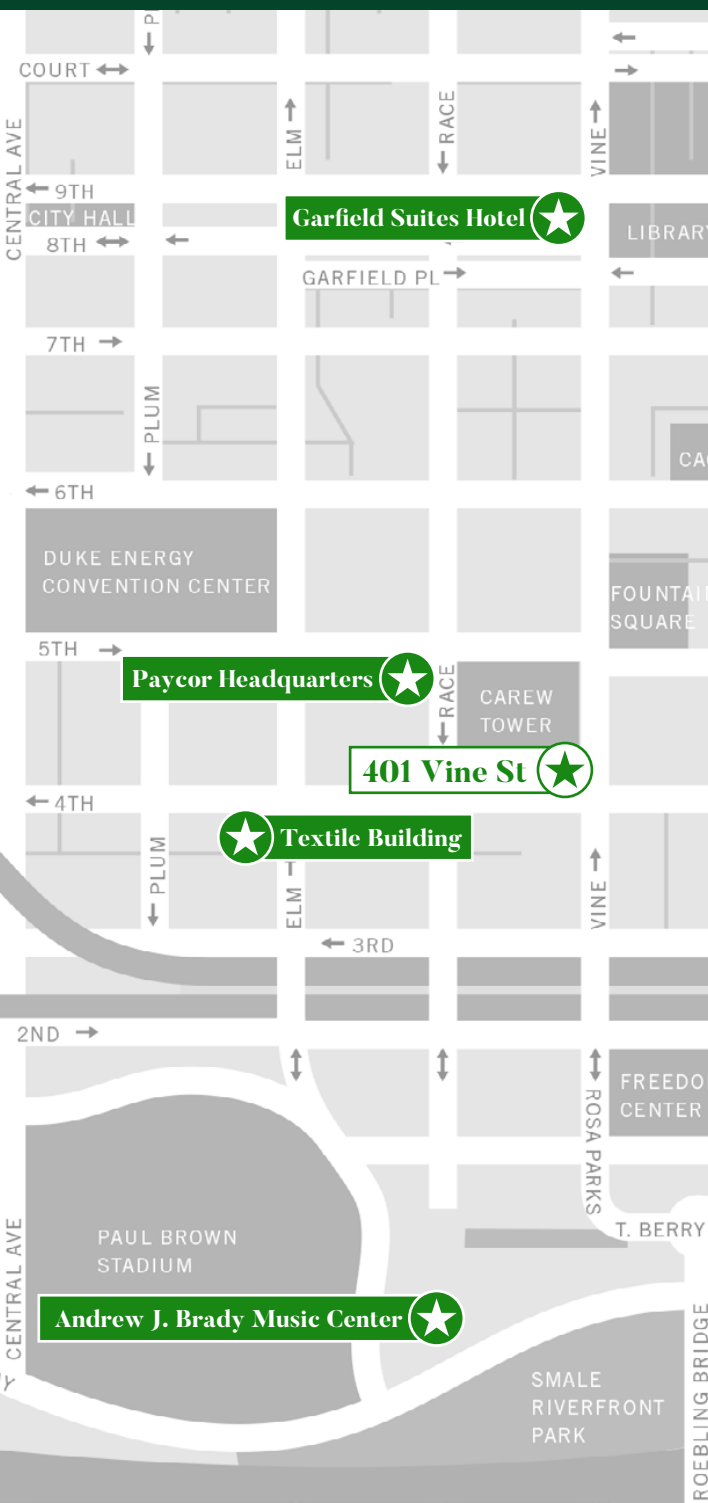 PL
COURT
RACE
ELM
VINE
CENTRAL AVE
9TH
CITY HALL
Garfield Suites Hotel
LIBRARY
8TH
GARFIELD PL
7TH
PLUM
6TH
DUKE ENERGY
CONVENTION CENTER
FOUNTAI
SQUARE
5TH
Paycor Headquarters
RACE
CAREW
TOWER
401 Vine St
4TH
Textile Building
PLUM
ELM
VINE
3RD
2ND
FREEDO
CENTER
ROSA PARKS
T. BERRY
PAUL BROWN
STADIUM
CENTRAL AVE
Andrew J. Brady Music Center
SMALE
RIVERFRONT
PARK
ROEBLING BRIDGE